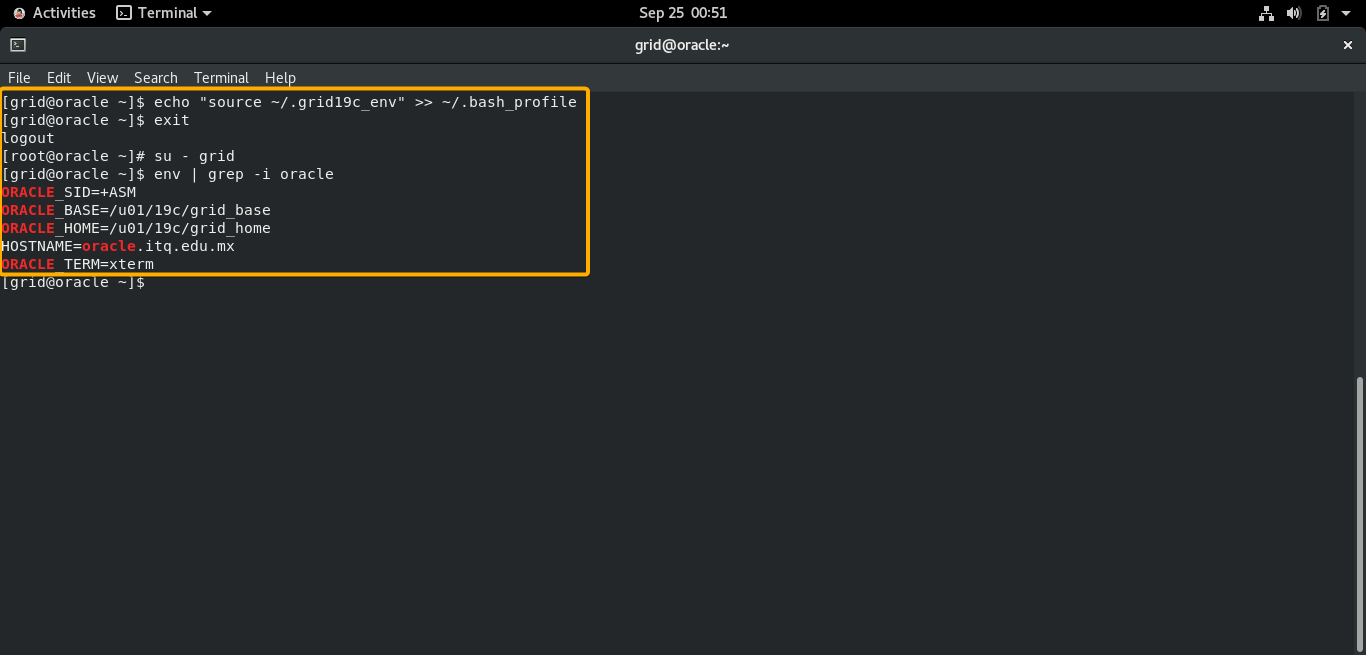 Activities Terminal Sep 25 00:51
grid@oracle:~
File Edit View Search Terminal Help
[grid@oracle ~]$ echo "source ~/.grid19c_env" >> ~/.bash_profile
[grid@oracle ~]$ exit
logout
[root@oracle ~]# su - grid
[grid@oracle ~]$ env | grep -i oracle
ORACLE_SID=+ASM
ORACLE_BASE=/u01/19c/grid_base
ORACLE_HOME=/u01/19c/grid_home
HOSTNAME=oracle.itq.edu.mx
ORACLE_TERM=xterm
[grid@oracle ~]$